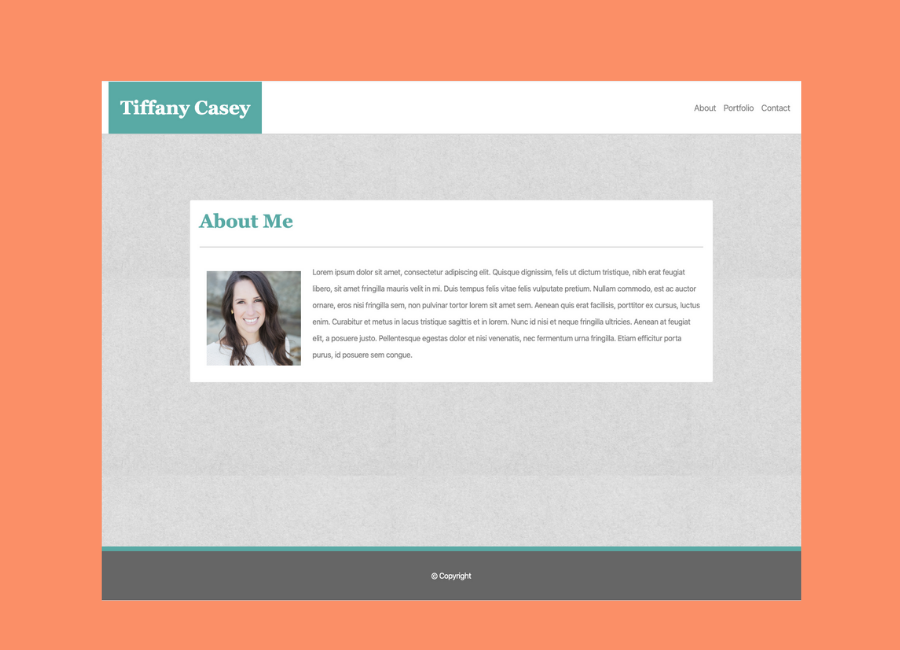 Tiffany Casey
About Portfolio Contact
About Me
Lorem ipsum dolor sit amet, consectetur adipiscing elit. Quisque dignissim, felis ut dictum tristique, nibh erat feugiat
libero, sit amet fringilla mauris velit in mi. Duis tempus felis vitae felis vulputate pretium. Nullam commodo, est ac auctor
ornare, eros nisi fringilla sem, non pulvinar tortor lorem sit amet sem. Aenean quis erat facilisis, porttitor ex cursus, luctus
enim. Curabitur et metus in lacus tristique sagittis et in lorem. Nunc id nisi et neque fringilla ultricies. Aenean at feugiat
elit, a posuere justo. Pellentesque egestas dolor et nisi venenatis, nec fermentum urna fringilla. Etiam efficitur porta
purus, id posuere sem congue.
© Copyright